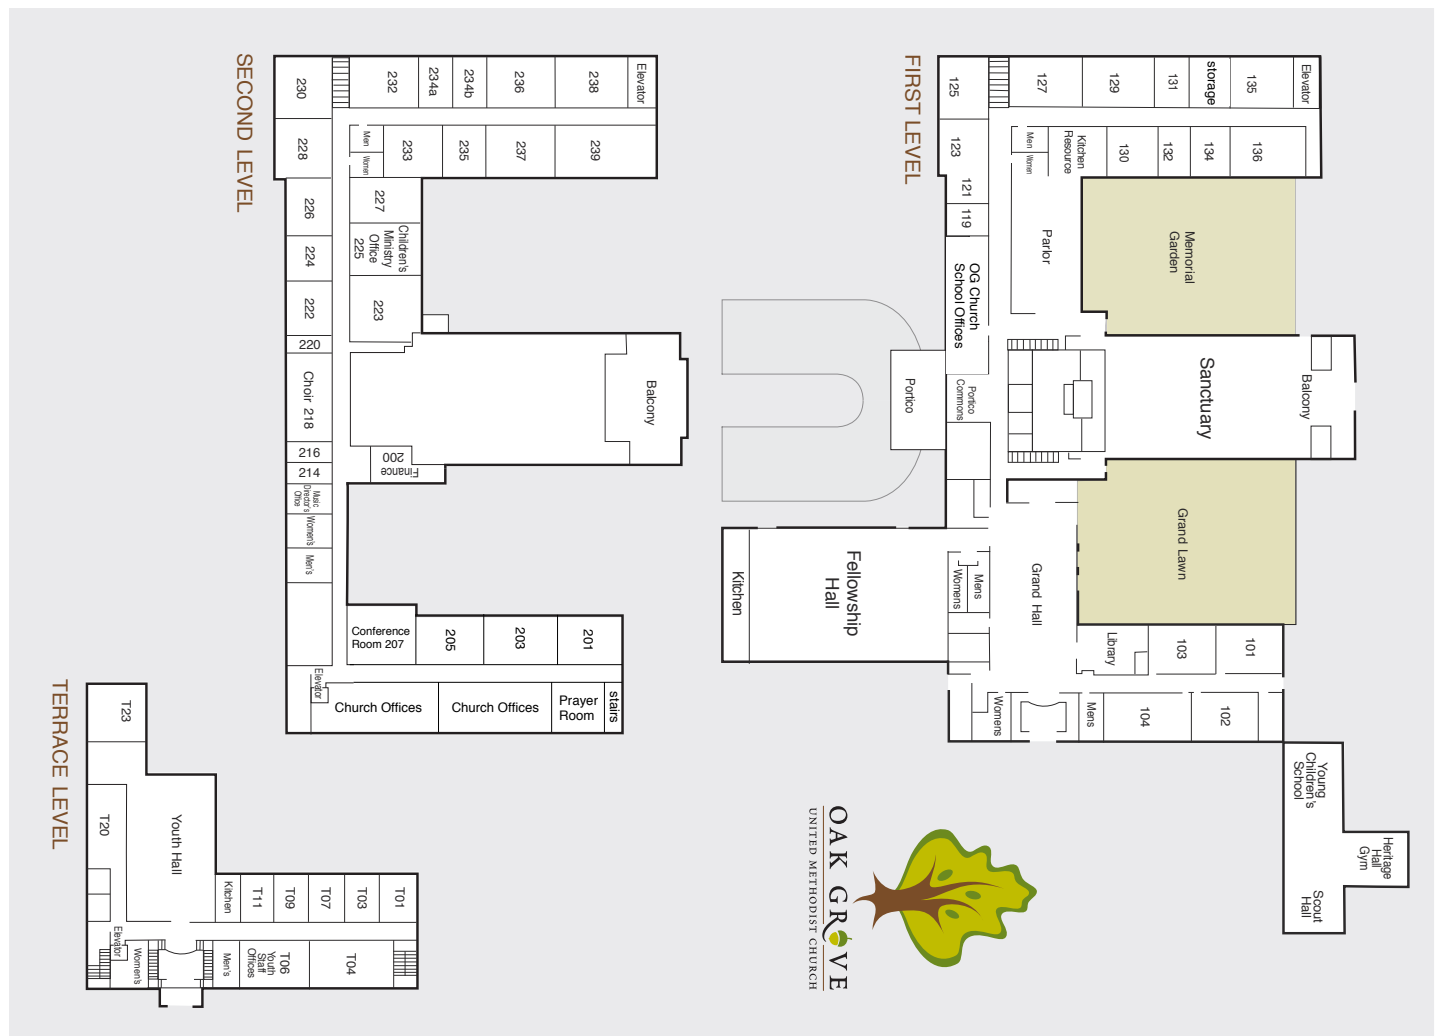 SECOND LEVEL
230
232
234a
234b
236
238
Elevator
228
Men
Women
233
235
237
239
226
227
224
Children's
Ministry
Office
225
222
223
220
Choir 218
Balcony
216
214
200
Finance
Music
Director's
Office
Women's
Men's
Conference
Room 207
205
203
201
Elevator
Church Offices
Church Offices
Prayer
Room
stairs
FIRST LEVEL
125
127
129
131
storage
135
Elevator
123
Men
Women
Kitchen
Resource
130
132
134
136
121
119
Parlor
Memorial
Garden
OG Church
School Offices
Portico
Portico
Commons
Sanctuary
Balcony
Grand Lawn
Kitchen
Fellowship
Hall
Womens
Mens
Grand Hall
Library
103
101
Womens
Mens
104
102
Young
Children's
School
Heritage
Hall
Gym
Scout
Hall
TERRACE LEVEL
T23
T20
Youth Hall
Kitchen
T11
T09
T07
T03
T01
Elevator
Women's
Men's
T06
Youth
Staff
Offices
T04
OAK GROVE
UNITED METHODIST CHURCH